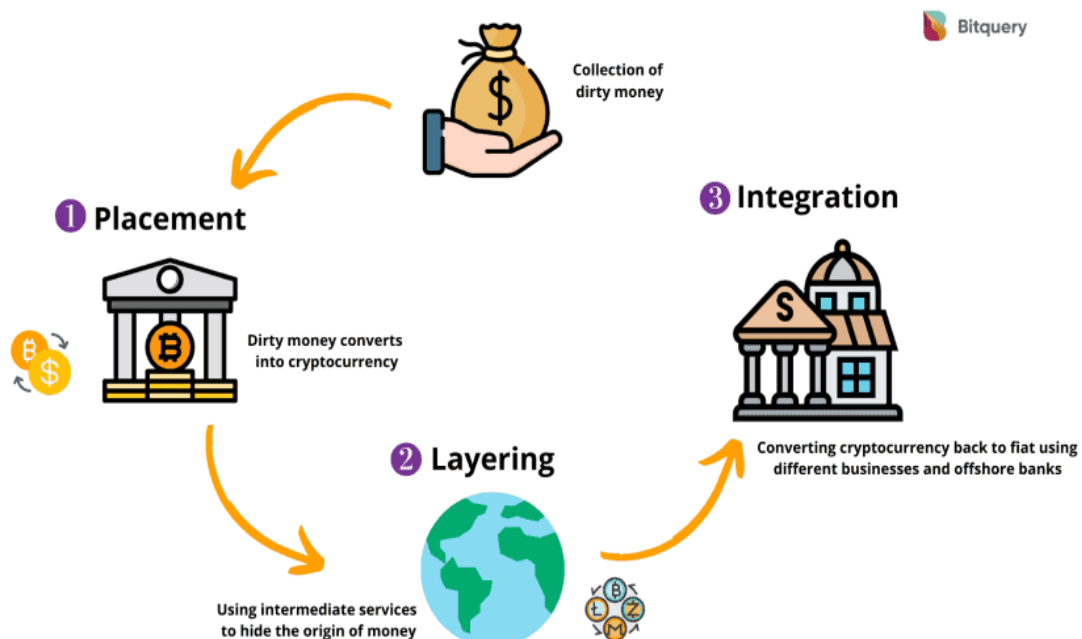 Bitquery
Collection of
dirty money
1 Placement
Dirty money converts
into cryptocurrency
2 Layering
Using intermediate services
to hide the origin of money
3 Integration
Converting cryptocurrency back to fiat using
different businesses and offshore banks